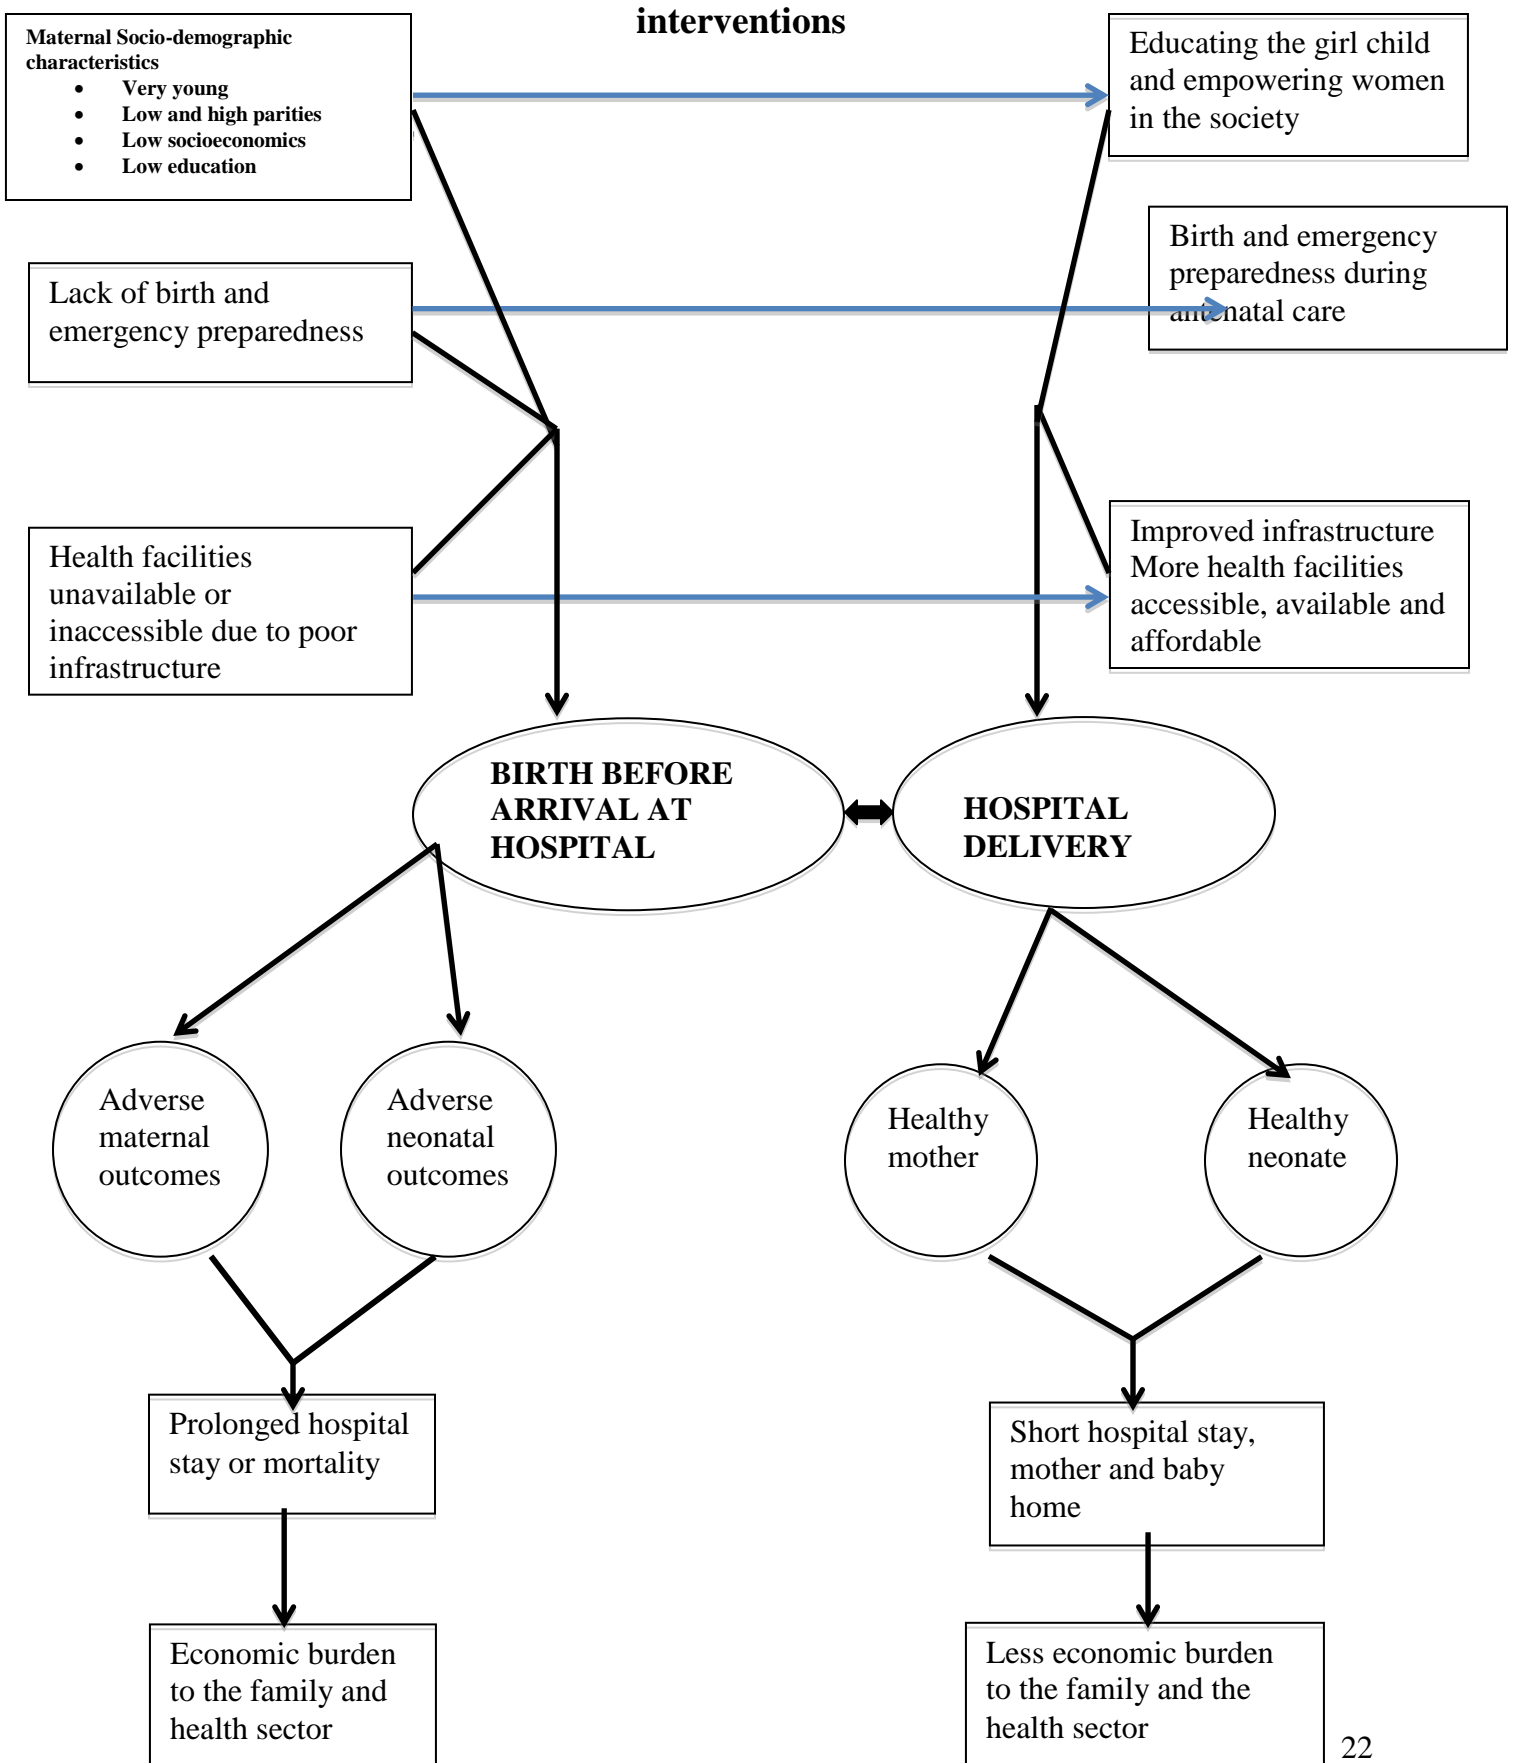 interventions
Maternal Socio-demographic
characteristics
• Very young
• Low and high parities
• Low socioeconomics
• Low education
Educating the girl child
and empowering women
in the society
Lack of birth and
emergency preparedness
Birth and emergency
preparedness during
antenatal care
Health facilities
unavailable or
inaccessible due to poor
infrastructure
Improved infrastructure
More health facilities
accessible, available and
affordable
BIRTH BEFORE
ARRIVAL AT
HOSPITAL
HOSPITAL
DELIVERY
Adverse
maternal
outcomes
Adverse
neonatal
outcomes
Healthy
mother
Healthy
neonate
Prolonged hospital
stay or mortality
Short hospital stay,
mother and baby
home
Economic burden
to the family and
health sector
Less economic burden
to the family and the
health sector
22